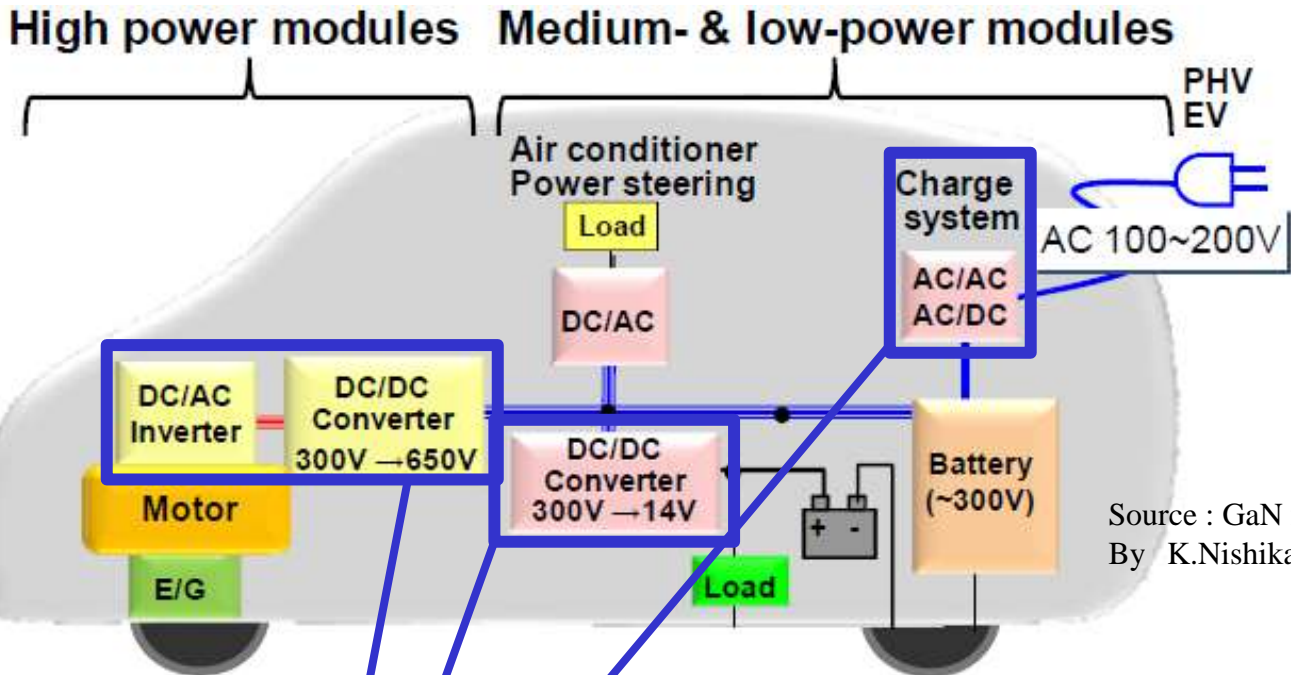 High power modules
Medium- & low-power modules
PHV
EV
Air conditioner
Power steering
Load
Charge
system
AC 100~200V
AC/AC
AC/DC
DC/AC
DC/AC
Inverter
DC/DC
Converter
300V →650V
DC/DC
Converter
300V →14V
+ -
Battery
(~300V)
Motor
E/G
Load
Source : GaN
By K.Nishika